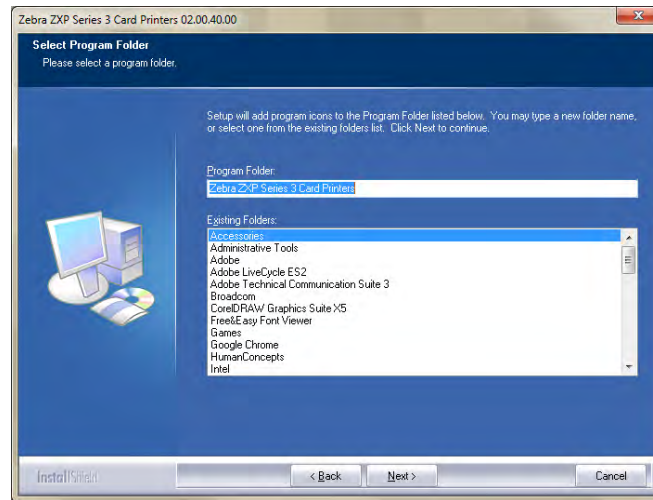 Zebra ZXP Series 3 Card Printers 02.00.40.00
Select Program Folder
Please select a program folder.
Setup will add program icons to the Program Folder listed below. You may type a new folder name,
or select one from the existing folders list. Click Next to continue.
Program Folder:
Zebra ZXP Series 3 Card Printers
Existing Folders:
Accessories
Administrative Tools
Adobe
Adobe LiveCycle ES2
Adobe Technical Communication Suite 3
Broadcom
CorelDRAW Graphics Suite X5
Free&Easy Font Viewer
Games
Google Chrome
HumanConcepts
Intel
InstallShield
< Back
Next >
Cancel